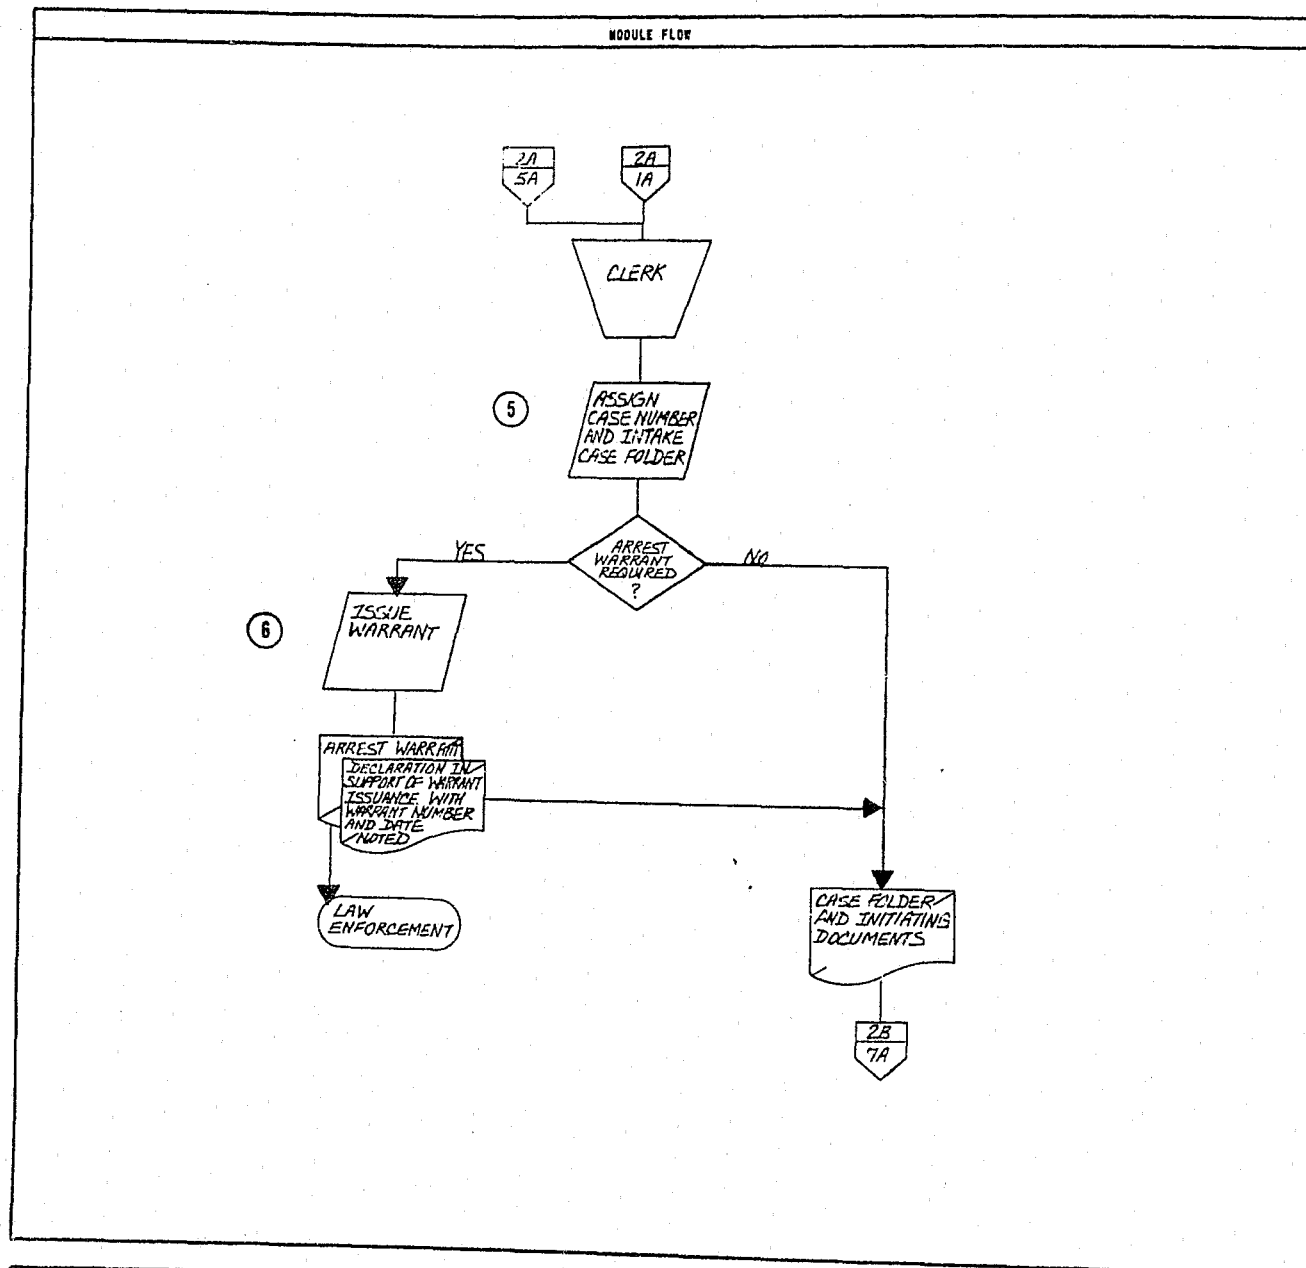 MODULE FLOW
2A
5A
2A
1A
CLERK
5
ASSIGN
CASE NUMBER
AND INTAKE
CASE FOLDER
ARREST
WARRANT
REQUIRED
?
YES
NO
6
ISSUE
WARRANT
ARREST WARRANT
DECLARATION IN
SUPPORT OF WARRANT
ISSUANCE WITH
WARRANT NUMBER
AND DATE
NOTED
LAW
ENFORCEMENT
CASE FOLDER
AND INITIATING
DOCUMENTS
2B
7A